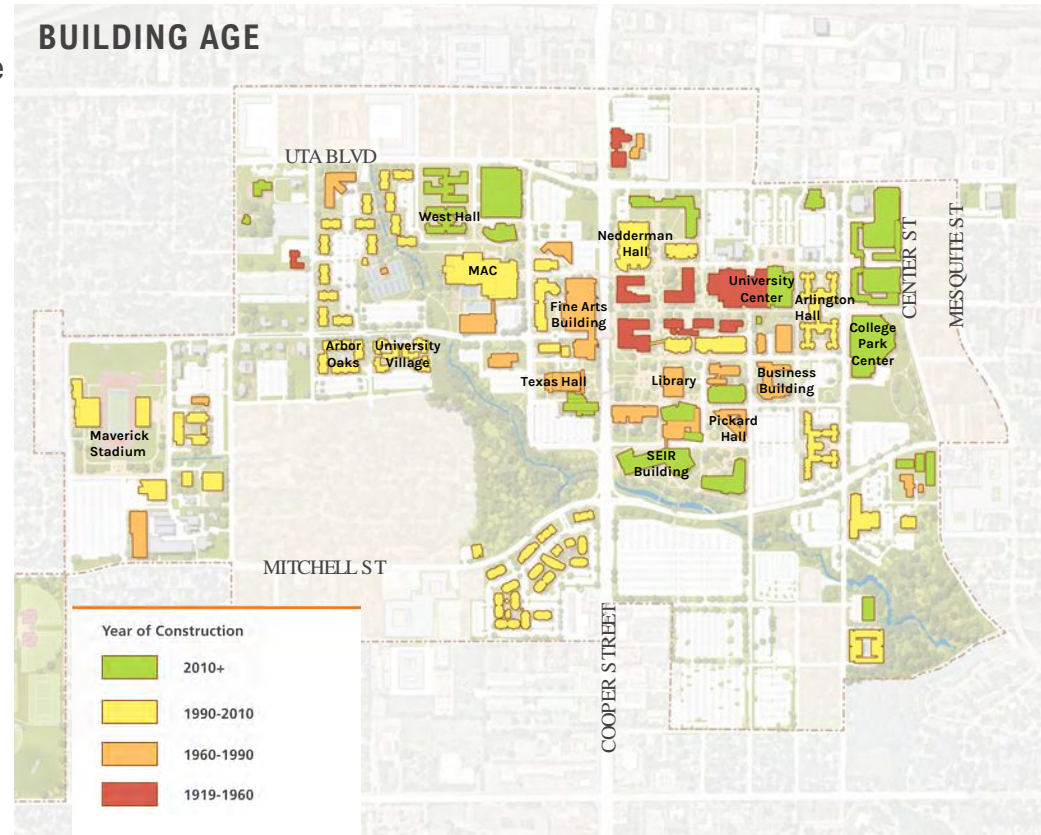 BUILDING AGE
e
UTA BLVD
West Hall
Nedderman
Hall
MAC
University
Center
Arlington
Hall
CENTER ST
MESQUITE ST
Fine Arts
Building
College
Park
Center
Arbor
Oaks
University
Village
Texas Hall
Library
Business
Building
Pickard
Hall
Maverick
Stadium
SEIR
Building
MITCHELL ST
COOPER STREET
Year of Construction
2010+
1990-2010
1960-1990
1919-1960